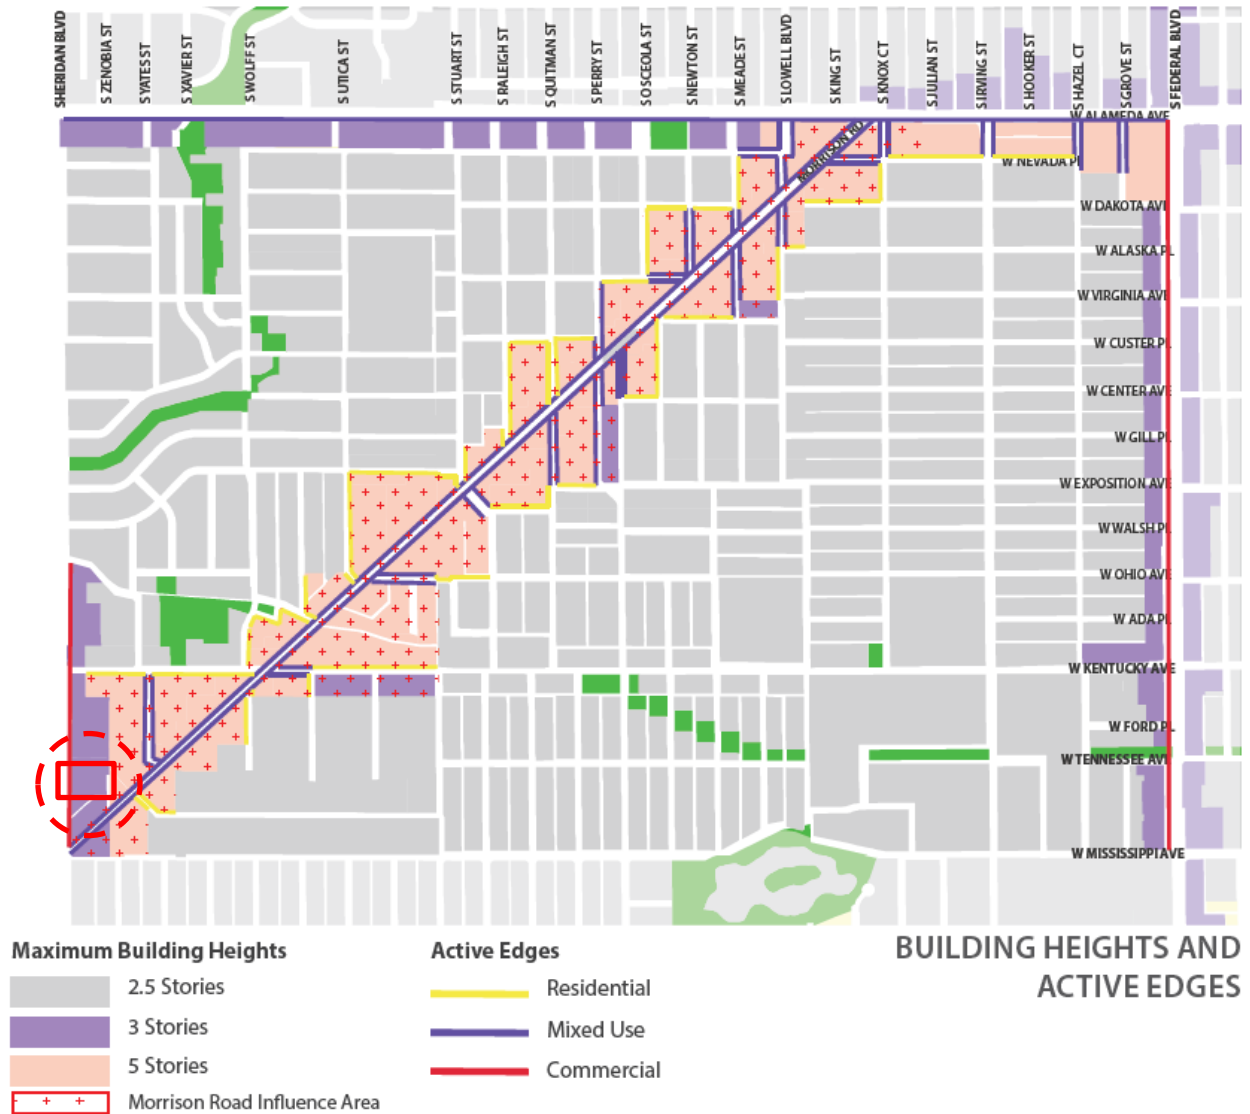 SHERIDAN BLVD
S ZENOBIA ST
S YATES ST
S XAVIER ST
S WOLFF ST
S UTICA ST
S STUART ST
S RALEIGH ST
S QUITMAN ST
S PERRY ST
S OSCEOLA ST
S NEWTON ST
S MEADE ST
S LOWELL BLVD
S KING ST
S KNOX CT
S JULIAN ST
S IRVING ST
S HOOKER ST
S HAZEL CT
S GROVE ST
S FEDERAL BLVD
W ALAMEDA AVE
MORRISON RD
W NEVADA PL
W DAKOTA AVE
W ALASKA PL
W VIRGINIA AVE
W CUSTER PL
W CENTER AVE
W GILL PL
W EXPOSITION AVE
W WALSH PL
W OHIO AVE
W ADA PL
W KENTUCKY AVE
W FORD PL
W TENNESSEE AVE
W MISSISSIPPI AVE
Maximum Building Heights
2.5 Stories
3 Stories
5 Stories
Morrison Road Influence Area
Active Edges
Residential
Mixed Use
Commercial
BUILDING HEIGHTS AND
ACTIVE EDGES